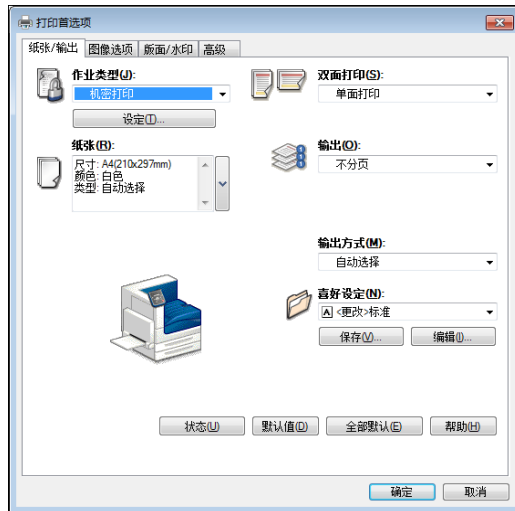 打印首选项
纸张/输出 图像选项 版面/水印 高级
作业类型(J):
机密打印
设定(I)...
纸张(R):
尺寸: A4(210x297mm)
颜色: 白色
类型: 自动选择
双面打印(S):
单面打印
输出(O):
不分页
输出方式(M):
自动选择
喜好设定(N):
A <更改>标准
保存(V)... 编辑(I)...
状态(U) 默认值(D) 全部默认(E) 帮助(H)
确定 取消